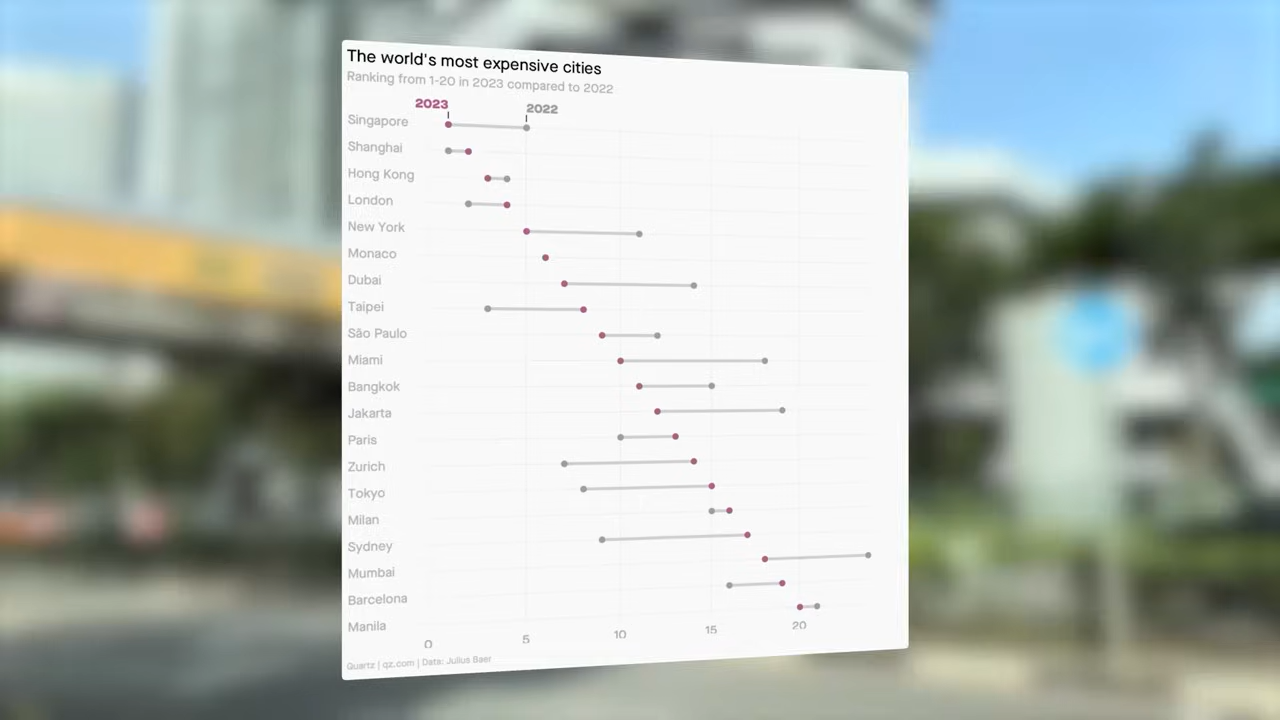 The world's most expensive cities
Ranking from 1-20 in 2023 compared to 2022
2023 2022
Singapore
Shanghai
Hong Kong
London
New York
Monaco
Dubai
Taipei
São Paulo
Miami
Bangkok
Jakarta
Paris
Zurich
Tokyo
Milan
Sydney
Mumbai
Barcelona
Manila
0 5 10 15 20
Quartz | qz.com | Data: Julius Baer